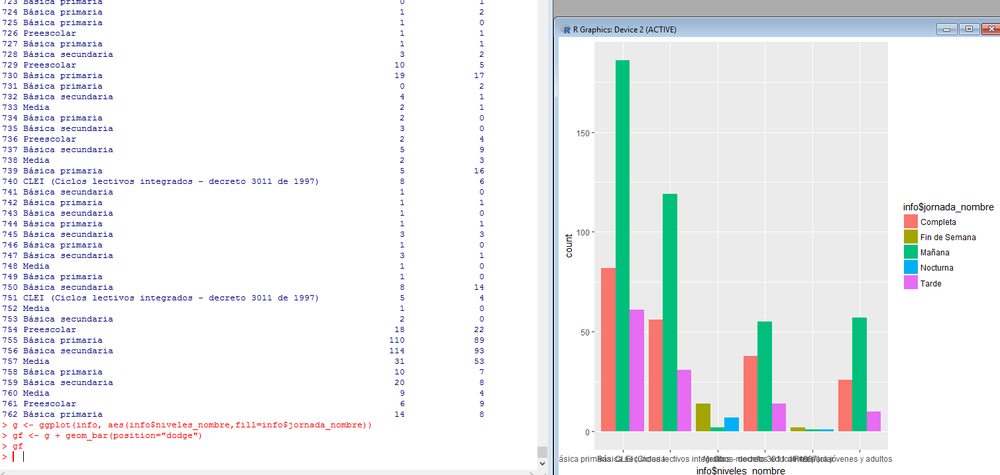 723 Básica primaria 0 1
724 Básica primaria 1 2
725 Básica primaria 1 0
726 Preescolar 1 1
727 Básica primaria 1 1
728 Básica secundaria 3 2
729 Preescolar 10 5
730 Básica primaria 19 17
731 Básica primaria 0 2
732 Básica secundaria 4 1
733 Media 2 1
734 Básica primaria 2 0
735 Básica secundaria 3 0
736 Preescolar 2 4
737 Básica secundaria 5 9
738 Media 2 3
739 Básica primaria 5 16
740 CLEI (Ciclos lectivos integrados - decreto 3011 de 1997) 8 6
741 Básica secundaria 1 0
742 Básica primaria 1 1
743 Básica secundaria 1 0
744 Básica primaria 1 1
745 Básica secundaria 3 3
746 Básica primaria 1 0
747 Básica secundaria 3 1
748 Media 1 0
749 Básica primaria 1 0
750 Básica secundaria 8 14
751 CLEI (Ciclos lectivos integrados - decreto 3011 de 1997) 5 4
752 Media 1 0
753 Básica secundaria 2 0
754 Preescolar 18 22
755 Básica primaria 110 89
756 Básica secundaria 114 93
757 Media 31 53
758 Básica primaria 10 7
759 Básica secundaria 20 8
760 Media 9 4
761 Preescolar 6 9
762 Básica primaria 14 8
> g <- ggplot(info, aes(info$niveles_nombre,fill=info$jornada_nombre))
> gf <- g + geom_bar(position="dodge")
> gf
>
R Graphics: Device 2 (ACTIVE)
150
100
50
0
count
info$jornada_nombre
Completa
Fin de Semana
Mañana
Nocturna
Tarde
jóvenes y adultos
info$niveles_nombre